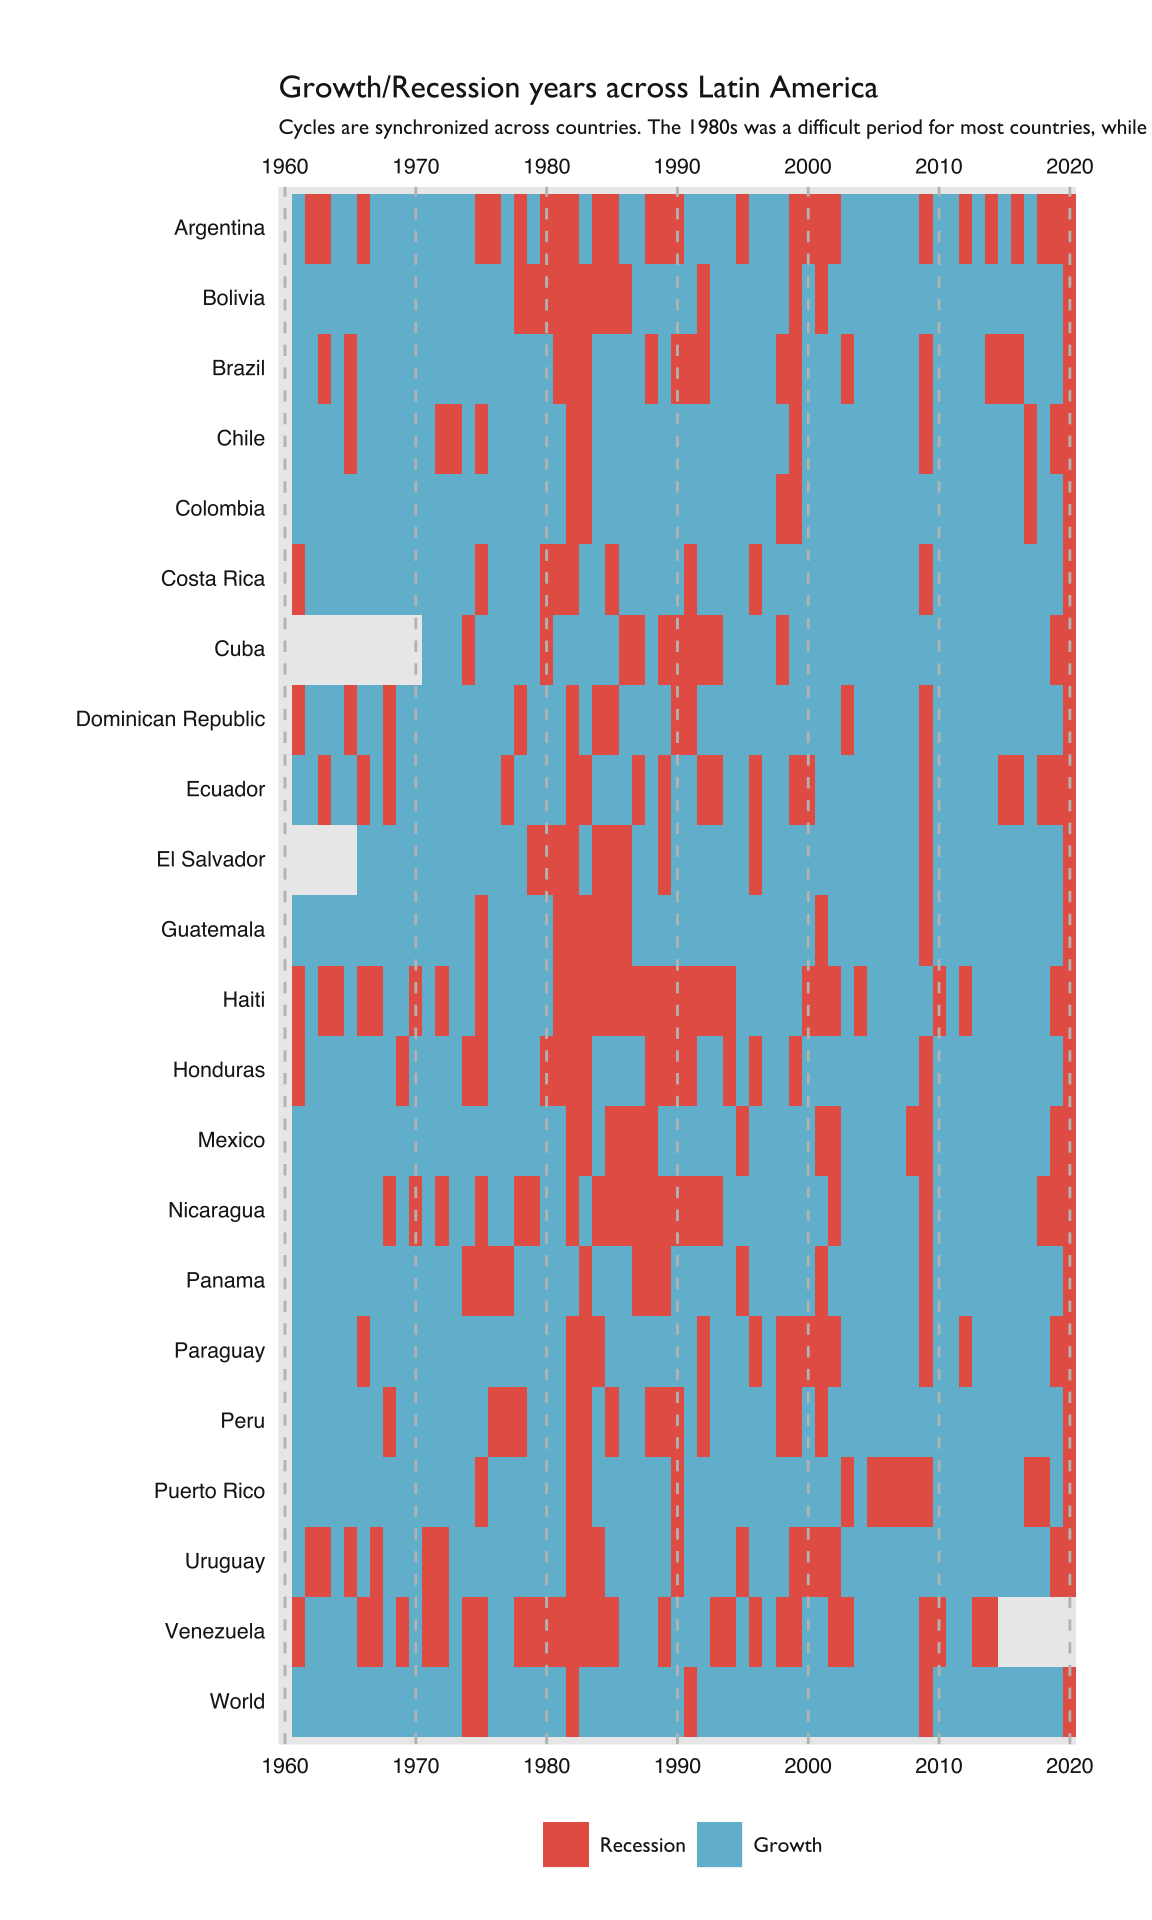 Growth/Recession years across Latin America
Cycles are synchronized across countries. The 1980s was a difficult period for most countries, while
1960 1970 1980 1990 2000 2010 2020
Argentina
Bolivia
Brazil
Chile
Colombia
Costa Rica
Cuba
Dominican Republic
Ecuador
El Salvador
Guatemala
Haiti
Honduras
Mexico
Nicaragua
Panama
Paraguay
Peru
Puerto Rico
Uruguay
Venezuela
World
1960 1970 1980 1990 2000 2010 2020
Recession Growth